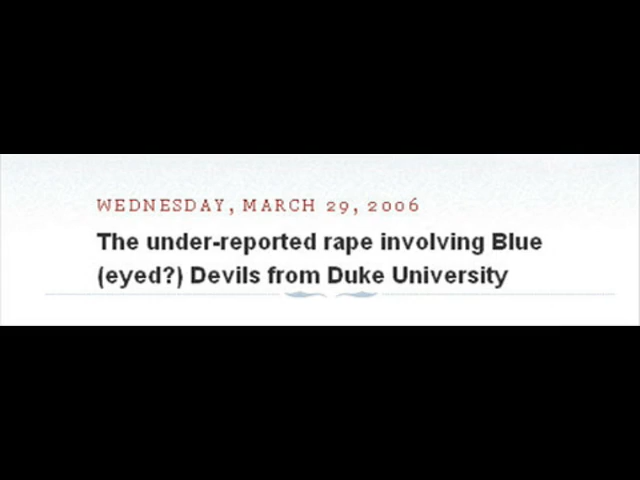 WEDNESDAY, MARCH 29, 2006
The under-reported rape involving Blue
(eyed?) Devils from Duke University